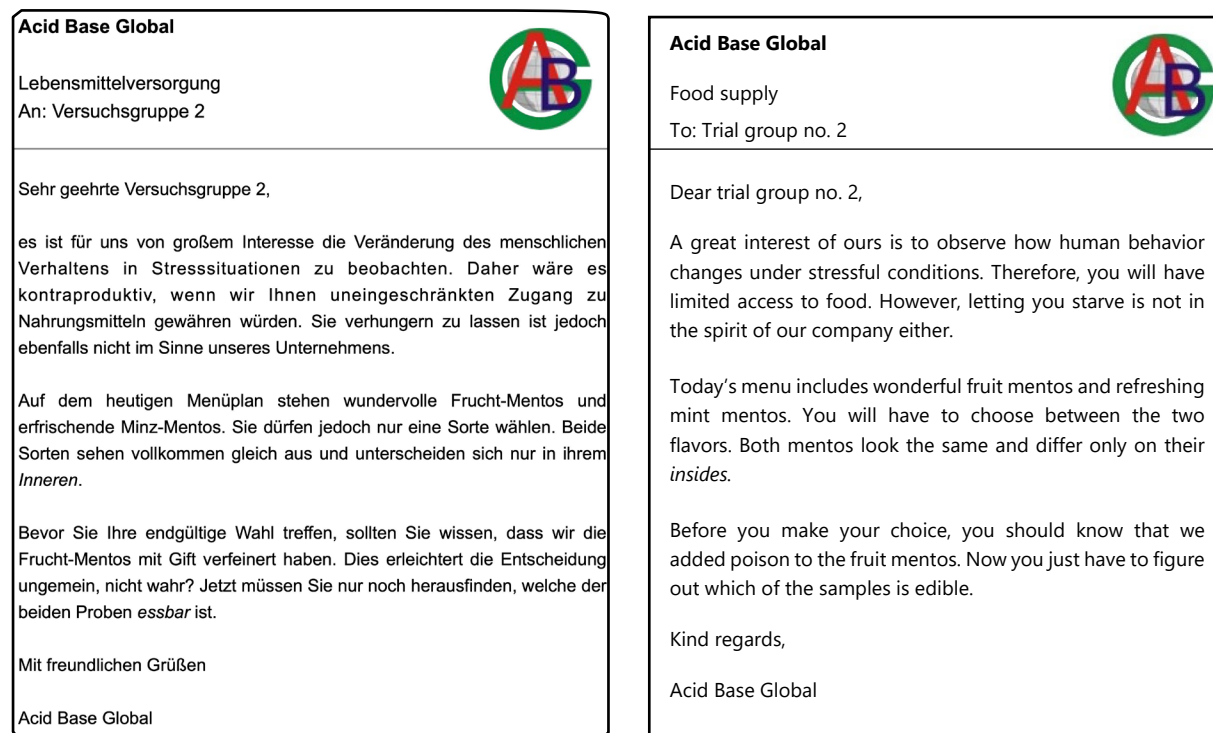 Acid Base Global
Lebensmittelversorgung
An: Versuchsgruppe 2
ABG
Sehr geehrte Versuchsgruppe 2,
es ist für uns von großem Interesse die Veränderung des menschlichen
Verhaltens in Stresssituationen zu beobachten. Daher wäre es
kontraproduktiv, wenn wir Ihnen uneingeschränkten Zugang zu
Nahrungsmitteln gewähren würden. Sie verhungern zu lassen ist jedoch
ebenfalls nicht im Sinne unseres Unternehmens.
Auf dem heutigen Menüplan stehen wundervolle Frucht-Mentos und
erfrischende Minz-Mentos. Sie dürfen jedoch nur eine Sorte wählen. Beide
Sorten sehen vollkommen gleich aus und unterscheiden sich nur in ihrem
Inneren.
Bevor Sie Ihre endgültige Wahl treffen, sollten Sie wissen, dass wir die
Frucht-Mentos mit Gift verfeinert haben. Dies erleichtert die Entscheidung
ungemein, nicht wahr? Jetzt müssen Sie nur noch herausfinden, welche der
beiden Proben essbar ist.
Mit freundlichen Grüßen
Acid Base Global
Acid Base Global
Food supply
To: Trial group no. 2
ABG
Dear trial group no. 2,
A great interest of ours is to observe how human behavior
changes under stressful conditions. Therefore, you will have
limited access to food. However, letting you starve is not in
the spirit of our company either.
Today's menu includes wonderful fruit mentos and refreshing
mint mentos. You will have to choose between the two
flavors. Both mentos look the same and differ only on their
insides.
Before you make your choice, you should know that we
added poison to the fruit mentos. Now you just have to figure
out which of the samples is edible.
Kind regards,
Acid Base Global